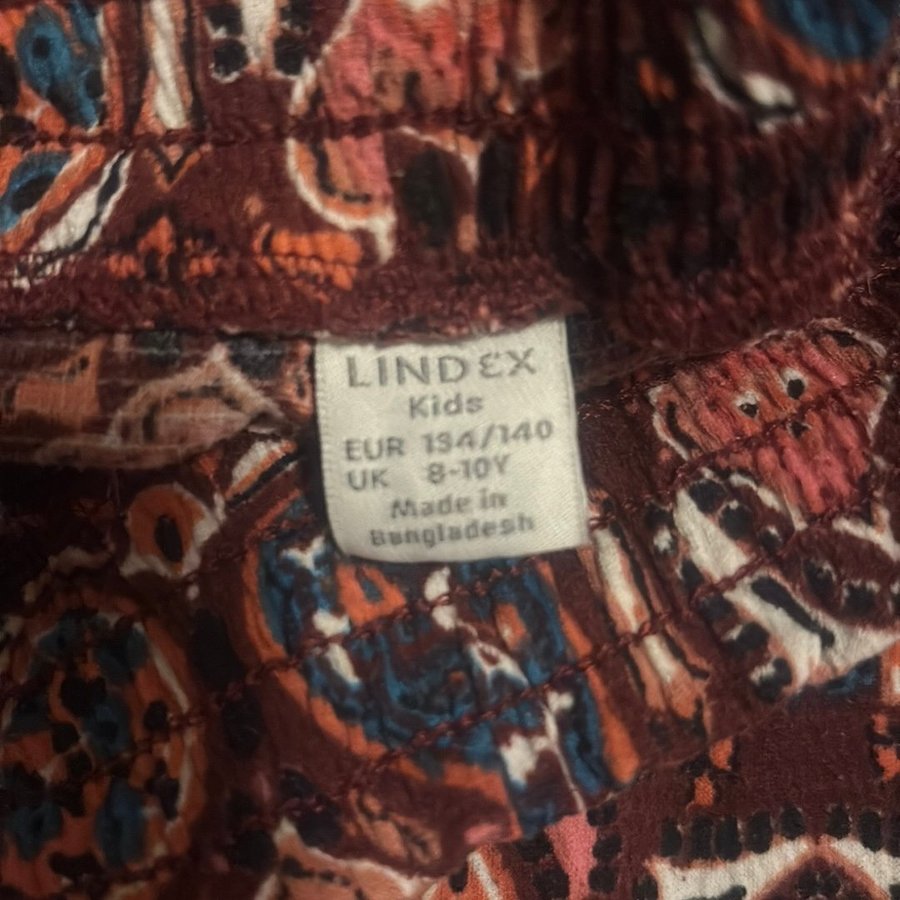 LINDEX
Kids
EUR 134/140
UK 8-10Y
Made in
Bangladesh